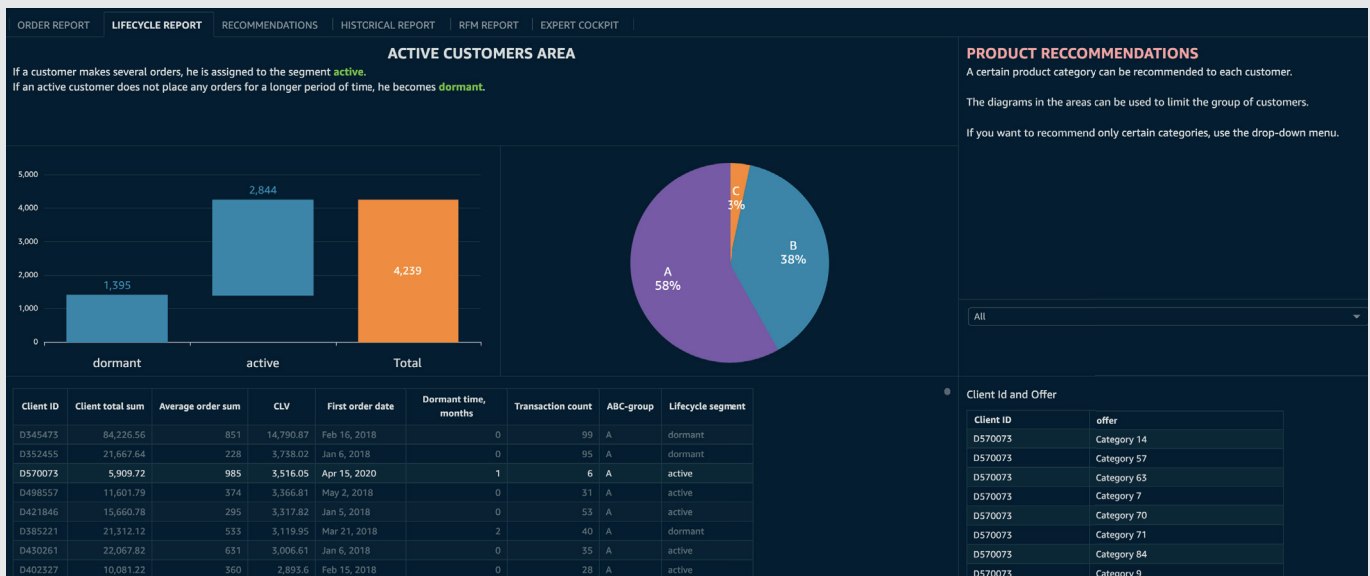 ORDER REPORT LIFECYCLE REPORT RECOMMENDATIONS HISTORICAL REPORT RFM REPORT EXPERT COCKPIT
ACTIVE CUSTOMERS AREA
If a customer makes several orders, he is assigned to the segment active.
If an active customer does not place any orders for a longer period of time, he becomes dormant.
PRODUCT RECCOMMENDATIONS
A certain product category can be recommended to each customer.
The diagrams in the areas can be used to limit the group of customers.
If you want to recommend only certain categories, use the drop-down menu.
5,000
4,000
3,000
2,000
1,000
0
1,395
2,844
4,239
dormant active Total
C
3%
B
38%
A
58%
All
Client ID Client total sum Average order sum CLV First order date Dormant time, months Transaction count ABC-group Lifecycle segment
D345473 84,226.56 851 14,790.87 Feb 16, 2018 0 99 A dormant
D352455 21,667.64 228 3,738.02 Jan 6, 2018 0 95 A dormant
D570073 5,909.72 985 3,516.05 Apr 15, 2020 1 6 A active
D498557 11,601.79 374 3,366.81 May 2, 2018 0 31 A active
D421846 15,660.78 295 3,317.82 Jan 5, 2018 0 53 A active
D385221 21,312.12 533 3,119.95 Mar 21, 2018 2 40 A dormant
D430261 22,067.82 631 3,006.61 Jan 6, 2018 0 35 A active
D402327 10,081.22 360 2,893.6 Feb 15, 2018 0 28 A active
Client Id and Offer
Client ID offer
D570073 Category 14
D570073 Category 57
D570073 Category 63
D570073 Category 7
D570073 Category 70
D570073 Category 71
D570073 Category 84
D570073 Category 9